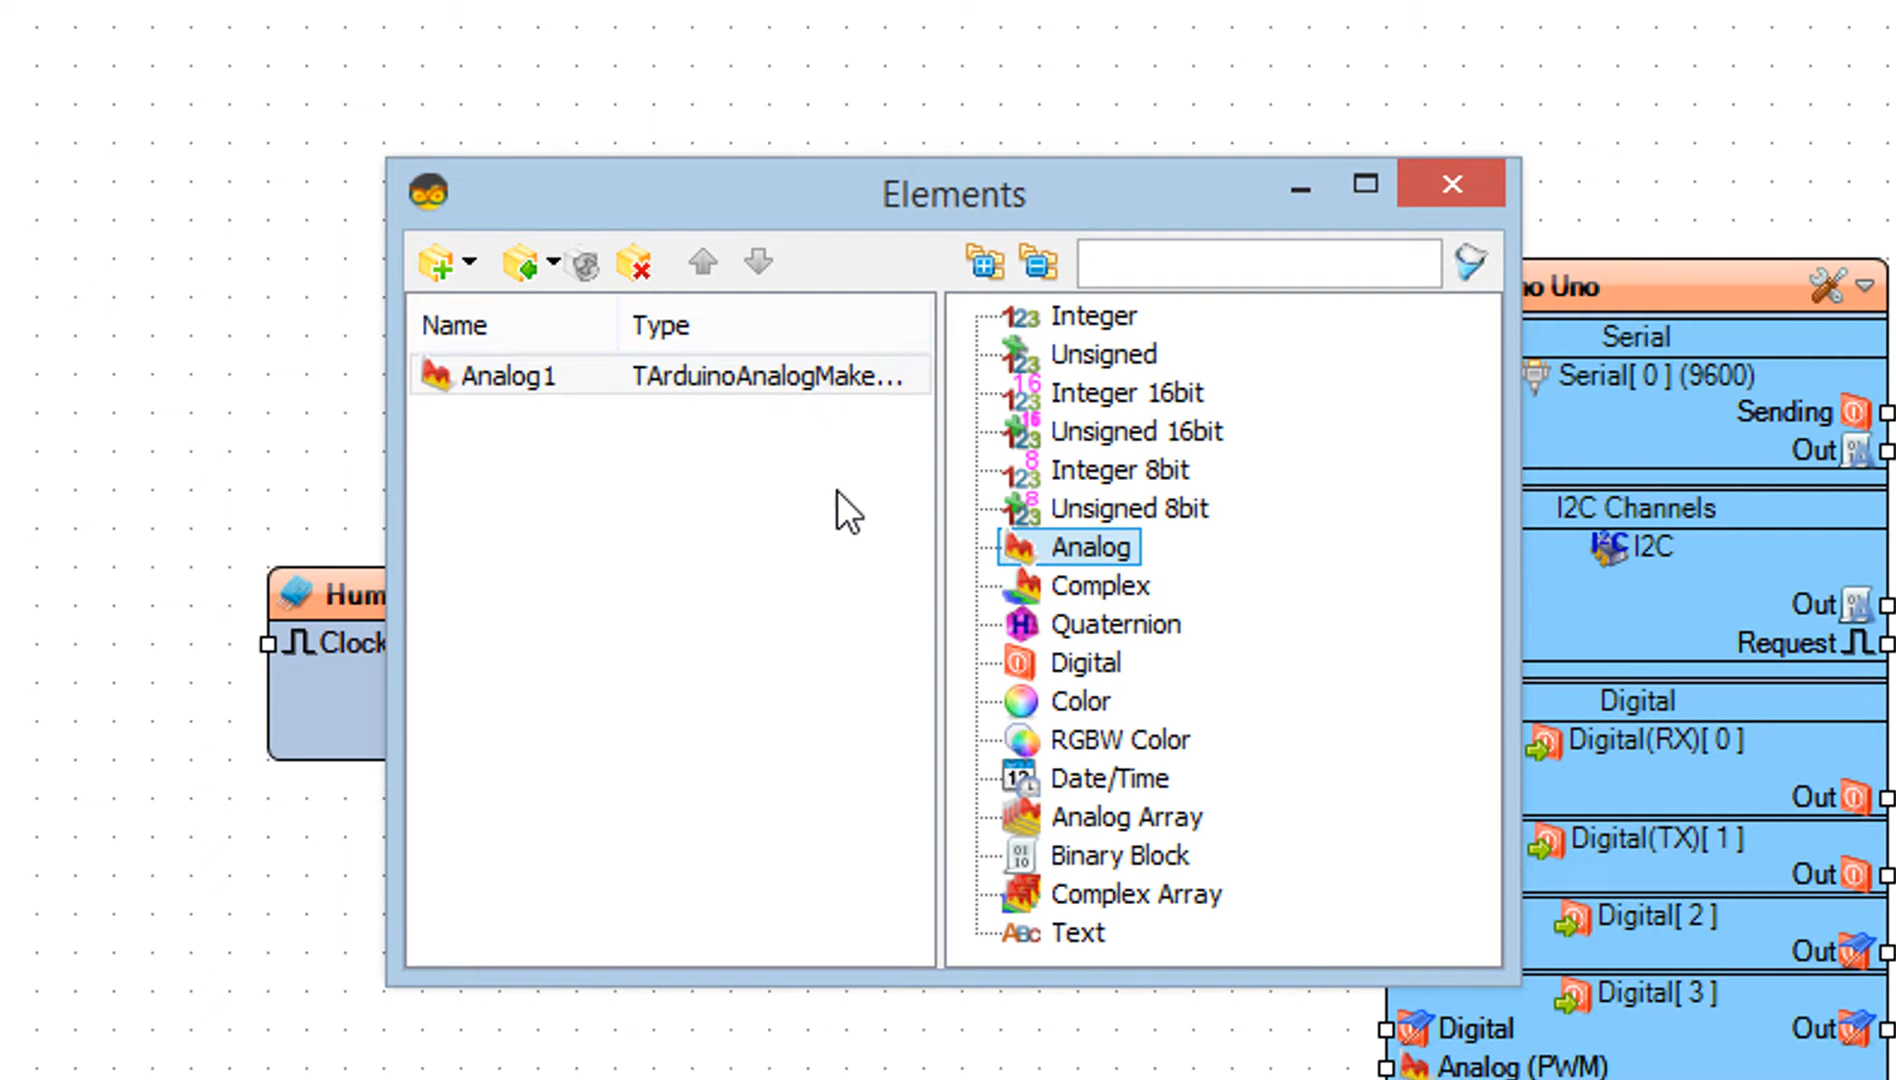 Elements
Name Type
Analog1 TArduinoAnalogMake...
Integer
Unsigned
Integer 16bit
Unsigned 16bit
Integer 8bit
Unsigned 8bit
Analog
Complex
Quaternion
Digital
Color
RGBW Color
Date/Time
Analog Array
Binary Block
Complex Array
Text
Hum
Clock
no Uno
Serial
Serial[ 0 ] (9600)
Sending
Out
I2C Channels
I2C
Out
Request
Digital
Digital(RX)[ 0 ]
Out
Digital(TX)[ 1 ]
Out
Digital[ 2 ]
Out
Digital[ 3 ]
Digital Out
Analog (PWM)